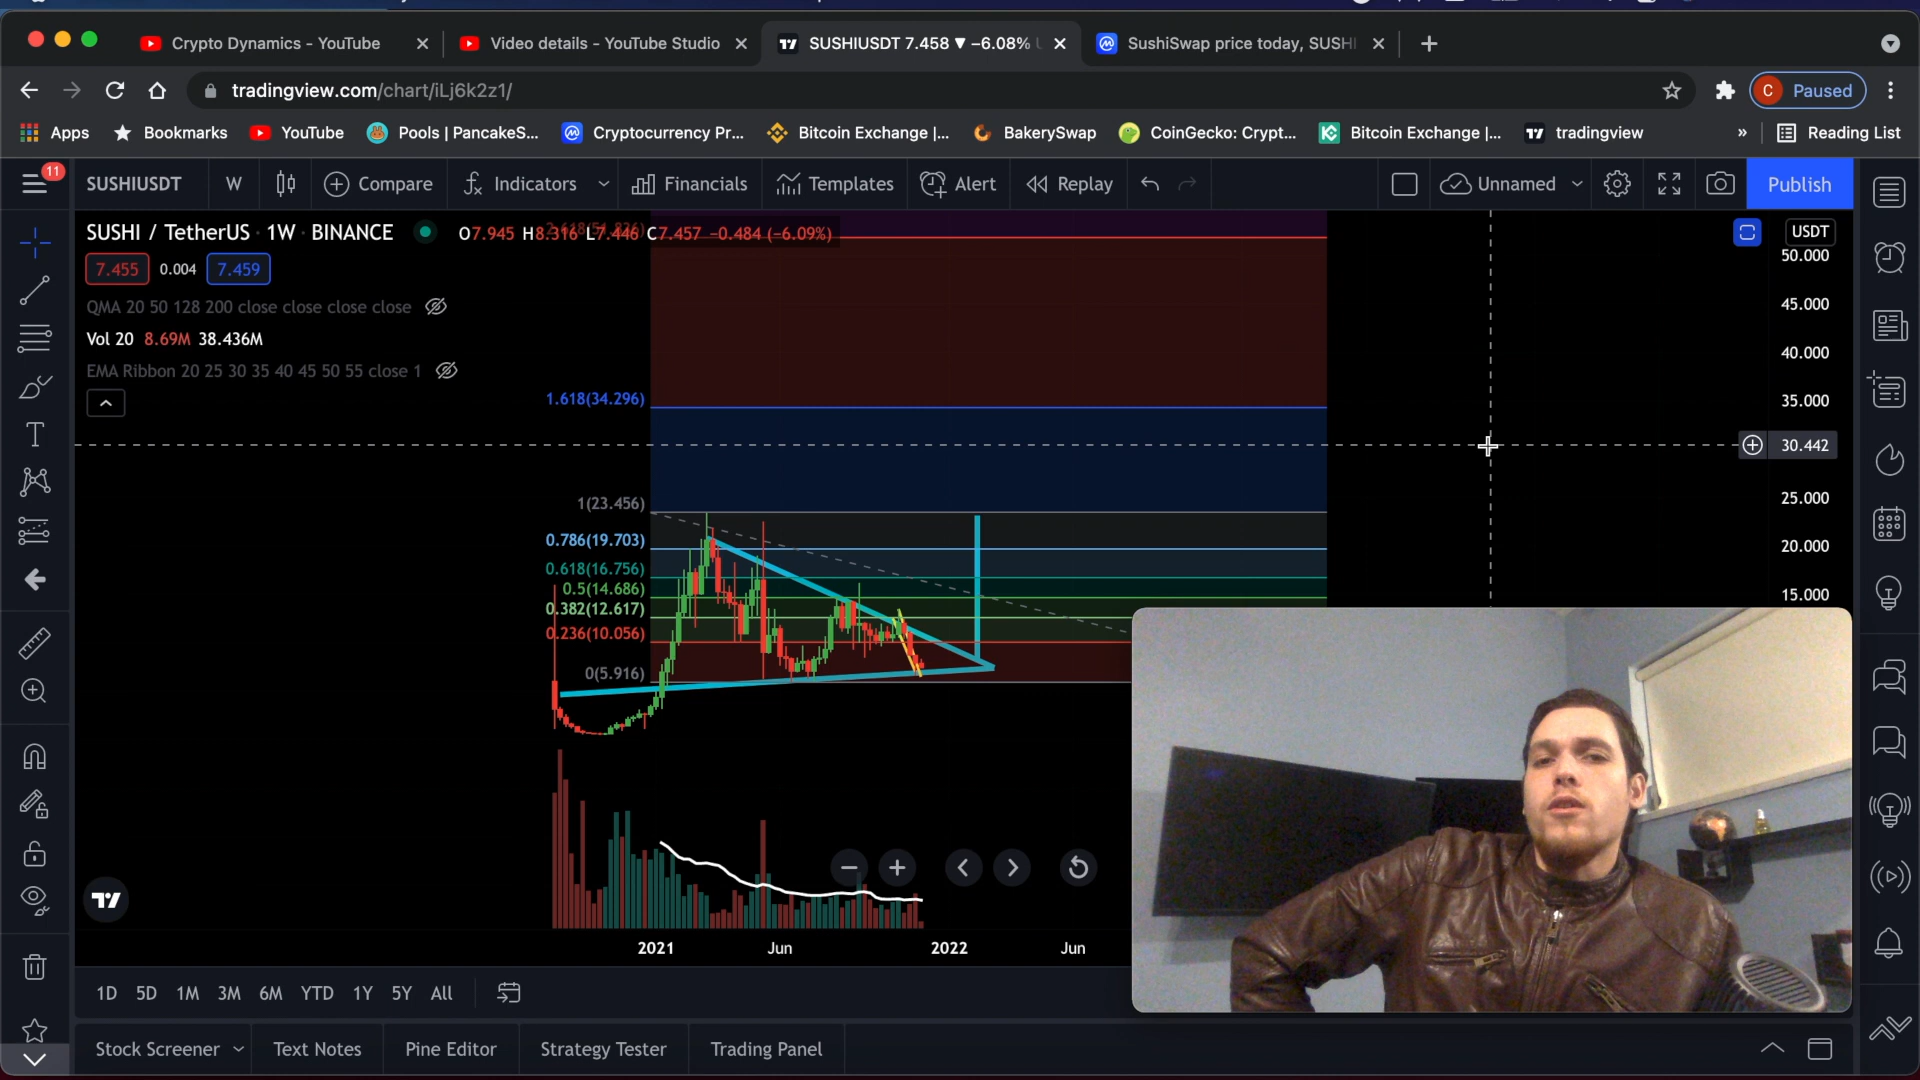 Crypto Dynamics - YouTube
Video details - YouTube Studio
SUSHIUSDT 7.458 ▼ −6.08%
SushiSwap price today, SUSHI
tradingview.com/chart/iLj6k2z1/
C Paused
Apps Bookmarks YouTube Pools | PancakeS... Cryptocurrency Pr... Bitcoin Exchange |... BakerySwap CoinGecko: Crypt... Bitcoin Exchange |... tradingview » Reading List
11
SUSHIUSDT W Compare Indicators Financials Templates Alert Replay Unnamed Publish
SUSHI / TetherUS · 1W · BINANCE O7.945 H8.316 L7.446 C7.457 −0.484 (−6.09%)
USDT
7.455 0.004 7.459
QMA 20 50 128 200 close close close close
Vol 20 8.69M 38.436M
EMA Ribbon 20 25 30 35 40 45 50 55 close 1
50.000
45.000
40.000
35.000
30.442
25.000
20.000
15.000
1.618(34.296)
1(23.456)
0.786(19.703)
0.618(16.756)
0.5(14.686)
0.382(12.617)
0.236(10.056)
0(5.916)
2021 Jun 2022 Jun
1D 5D 1M 3M 6M YTD 1Y 5Y All
Stock Screener Text Notes Pine Editor Strategy Tester Trading Panel